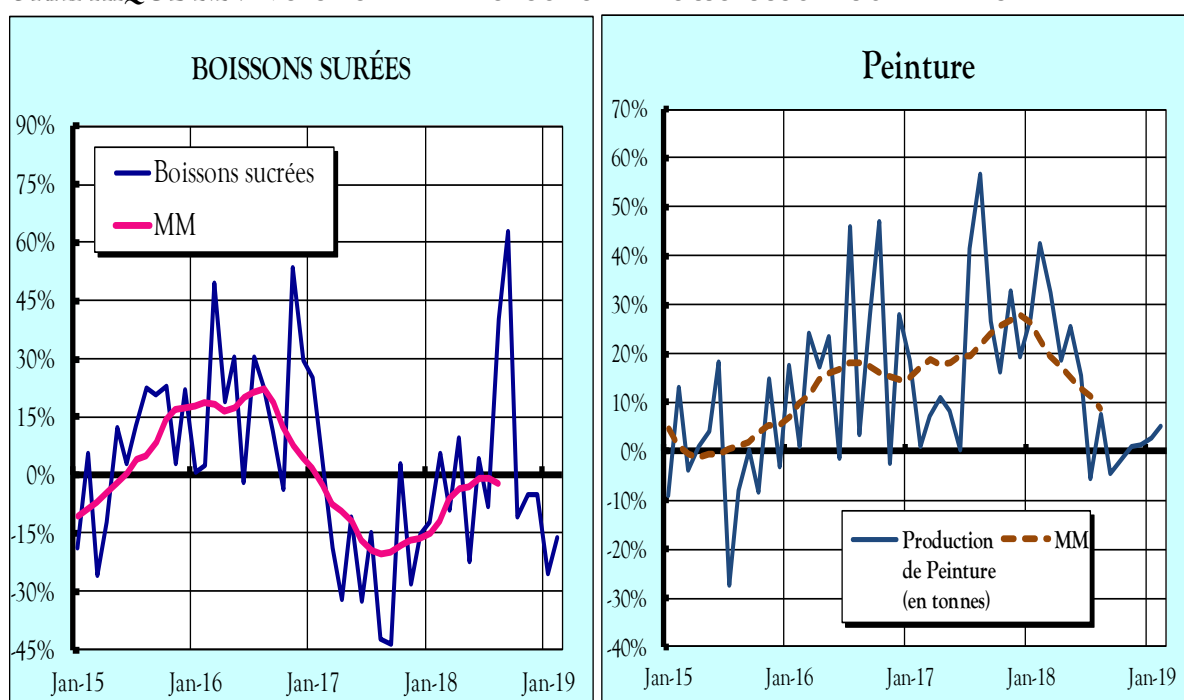 BOISSONS SURÉES
90%
75%
60%
45%
30%
15%
0%
-15%
-30%
-45%
Boissons sucrées
MM
Jan-15 Jan-16 Jan-17 Jan-18 Jan-19
Peinture
70%
60%
50%
40%
30%
20%
10%
0%
-10%
-20%
-30%
-40%
Production MM
de Peinture
(en tonnes)
Jan-15 Jan-16 Jan-17 Jan-18 Jan-19